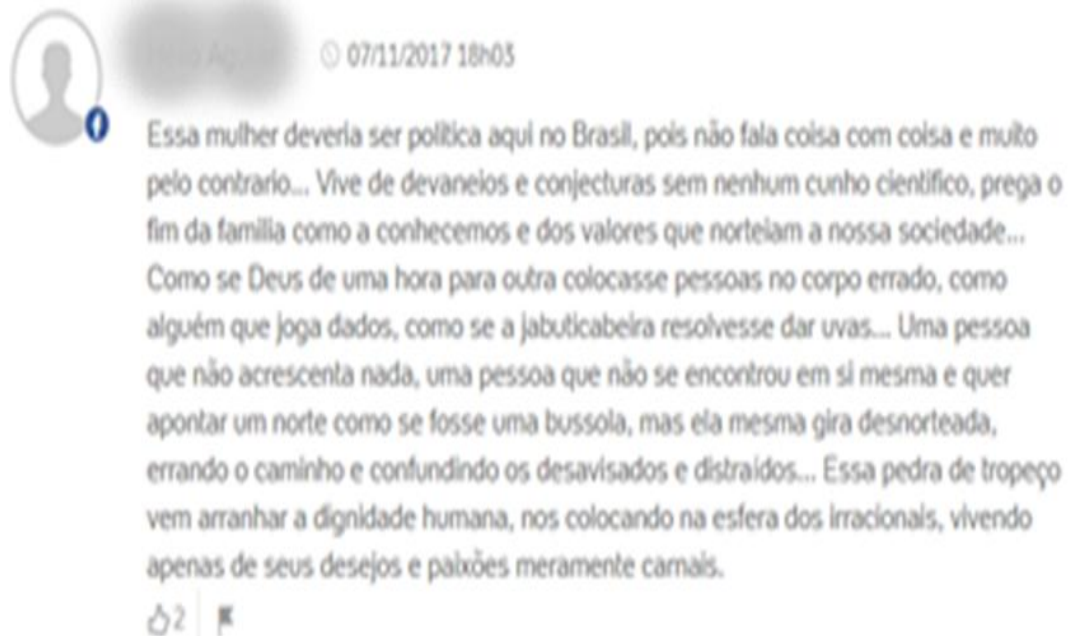 07/11/2017 18h03
Essa mulher deveria ser política aqui no Brasil, pois não fala coisa com coisa e muito
pelo contrario... Vive de devaneios e conjecturas sem nenhum cunho científico, prega o
fim da familia como a conhecemos e dos valores que norteiam a nossa sociedade...
Como se Deus de uma hora para outra colocasse pessoas no corpo errado, como
alguém que joga dados, como se a jabuticabeira resolvesse dar uvas... Uma pessoa
que não acrescenta nada, uma pessoa que não se encontrou em si mesma e quer
apontar um norte como se fosse uma bussola, mas ela mesma gira desnorteada,
errando o caminho e confundindo os desavisados e distraídos... Essa pedra de tropeço
vem arranhar a dignidade humana, nos colocando na esfera dos irracionais, vivendo
apenas de seus desejos e paixões meramente carnais.
2